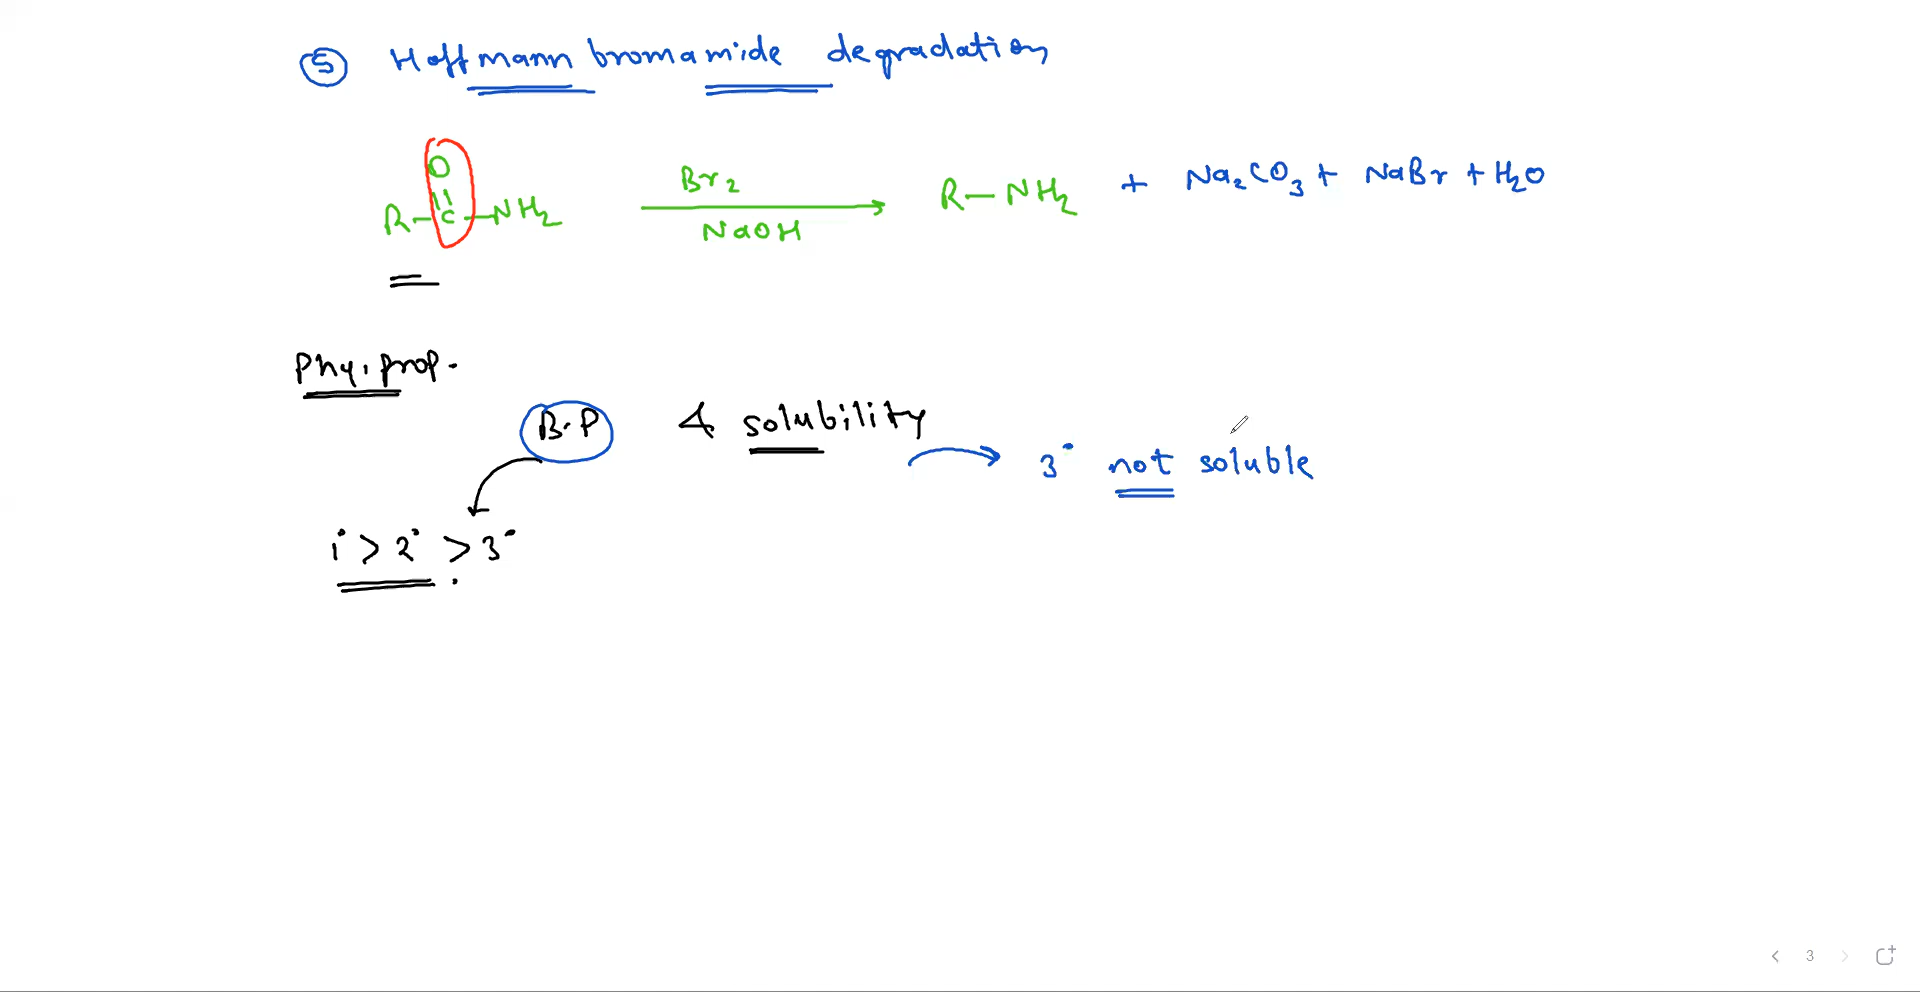 ⑤ Hoffmann bromamide degradation
O
||
R-C-NH₂ Br₂ NaOH → R-NH₂ + Na₂CO₃ + NaBr + H₂O
Phy. prop.
B.P & solubility → 3° not soluble
1° > 2° > 3°
3